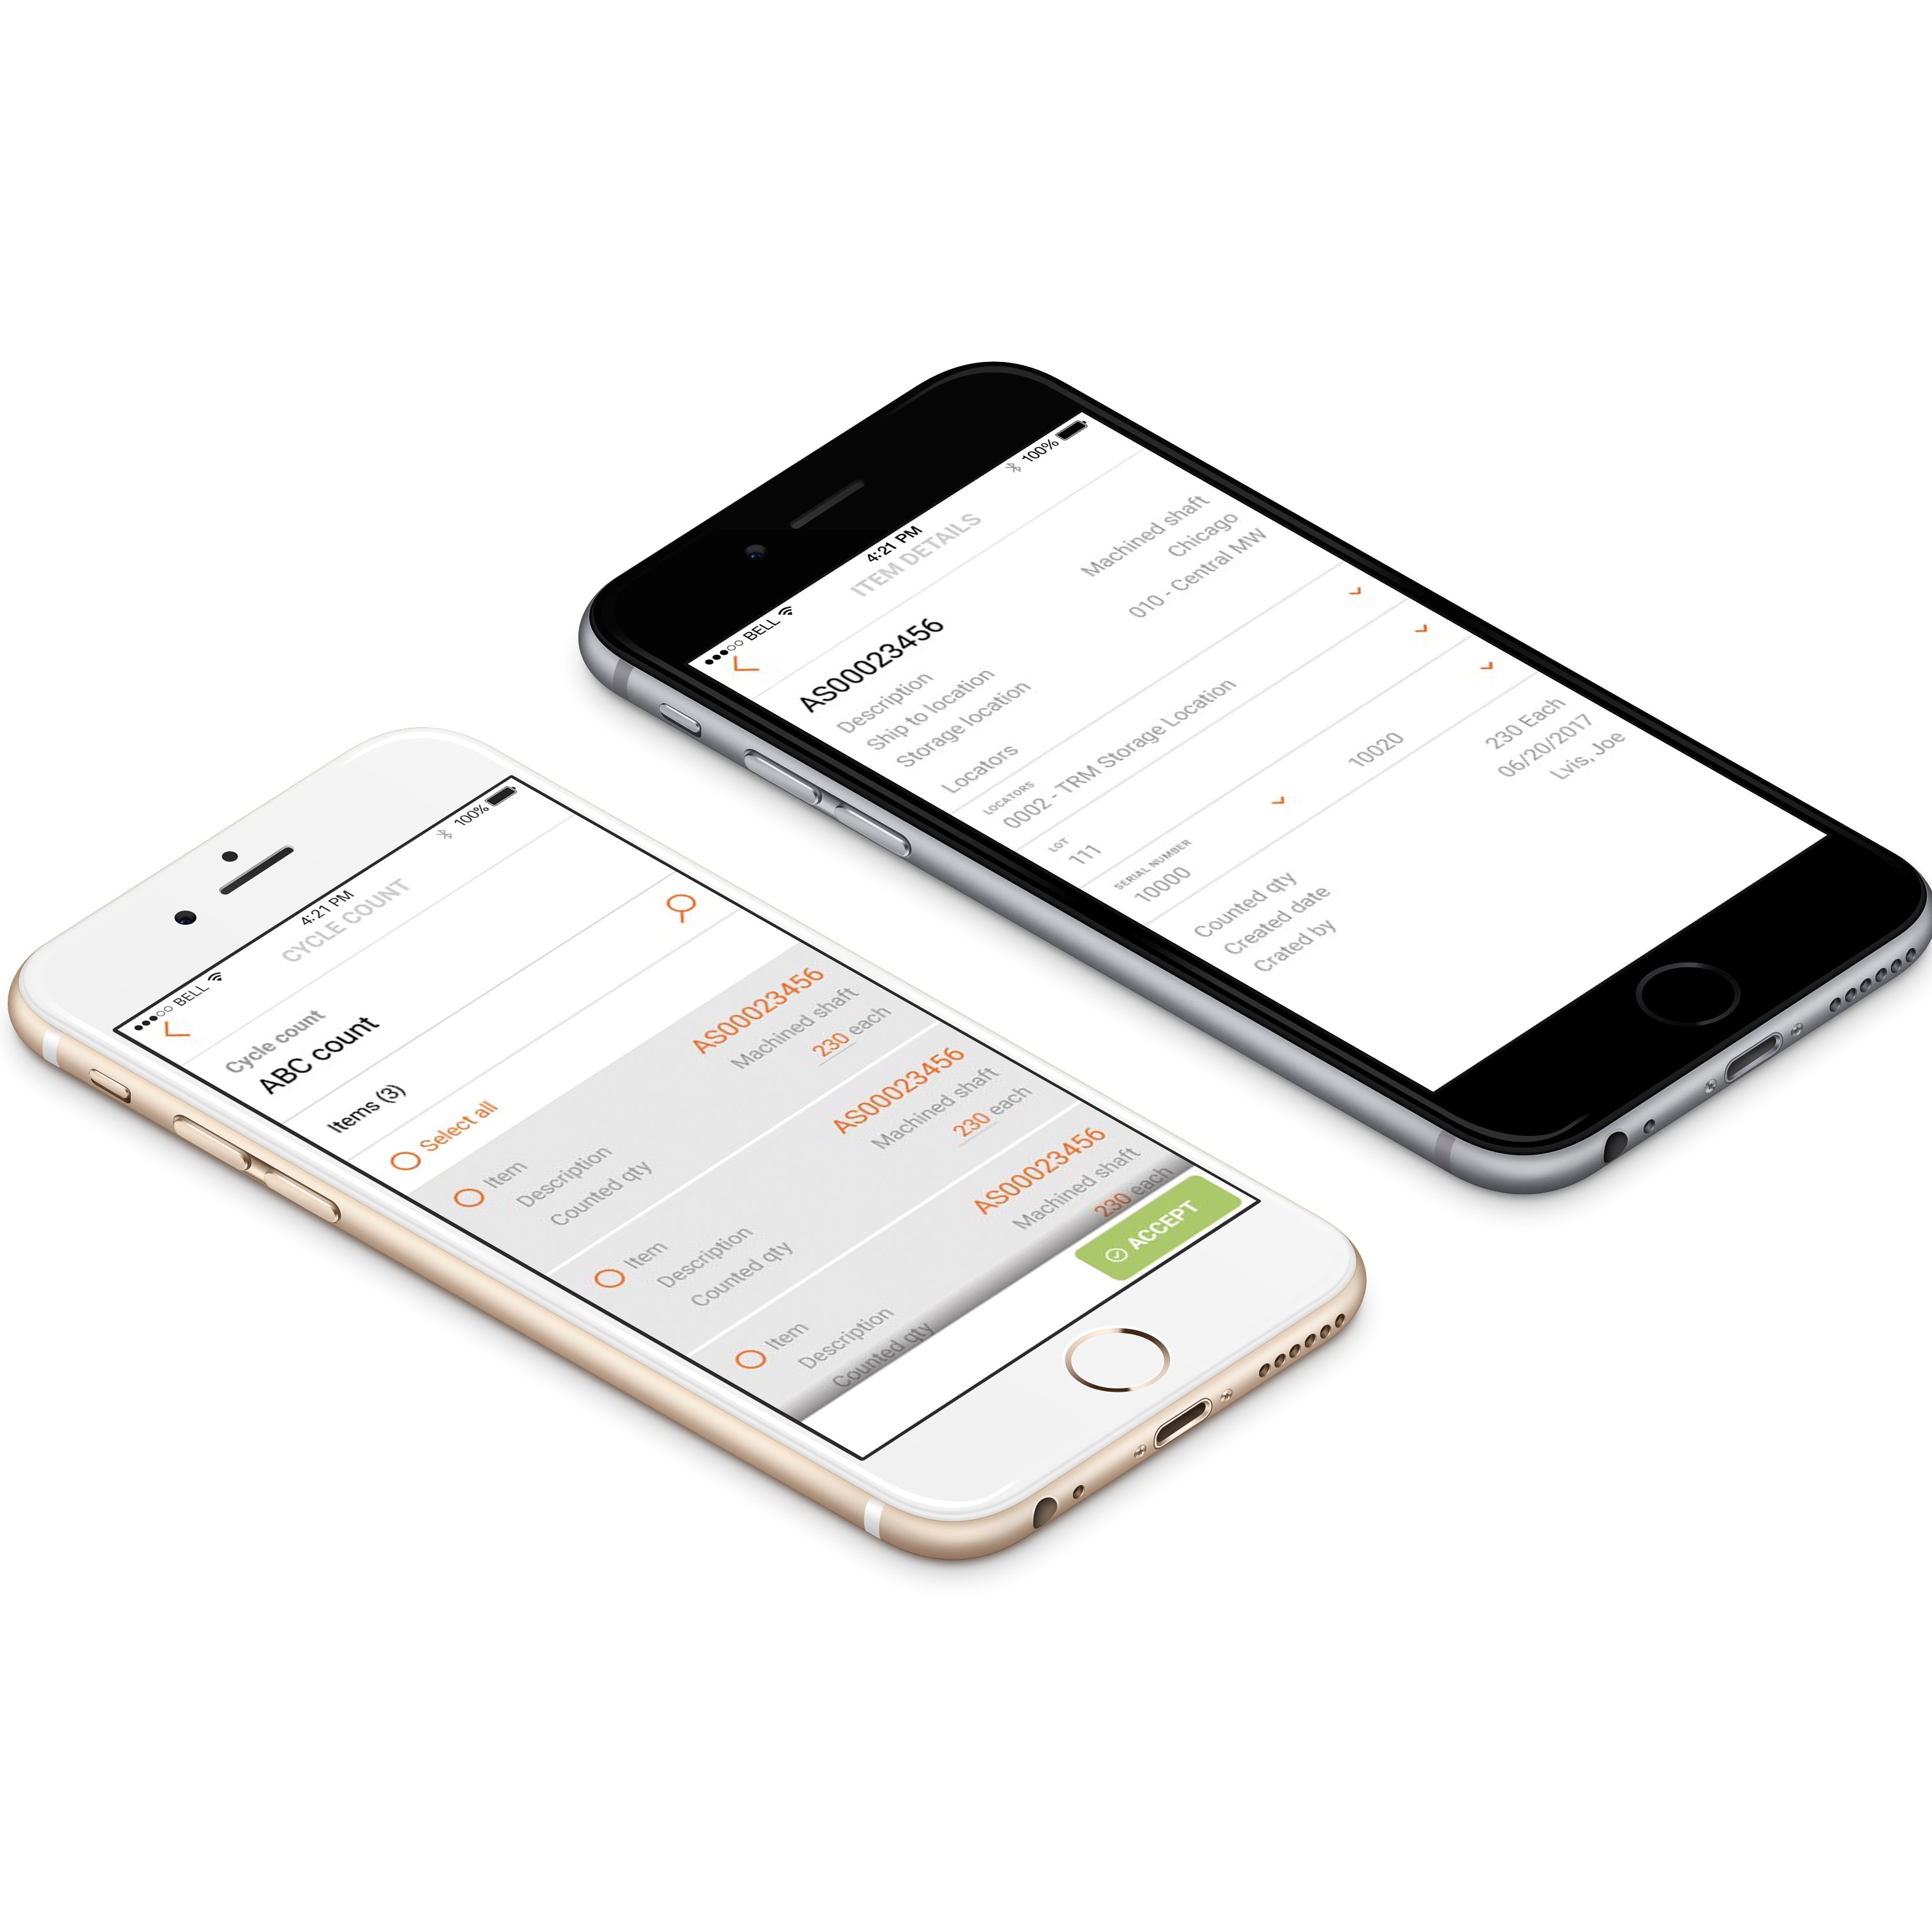 BELL
4:21 PM
100%
CYCLE COUNT
Cycle count
ABC count
Items (3)
Select all
Item AS00023456
Description Machined shaft
Counted qty 230 each
Item AS00023456
Description Machined shaft
Counted qty 230 each
Item AS00023456
Description Machined shaft
Counted qty 230 each
ACCEPT
BELL
4:21 PM
100%
ITEM DETAILS
AS00023456
Description Machined shaft
Ship to location Chicago
Storage location 010 - Central MW
Locators
LOCATORS
0002 - TRM Storage Location
LOT
111
SERIAL NUMBER
10000 10020
Counted qty 230 Each
Created date 06/20/2017
Crated by Lvis, Joe